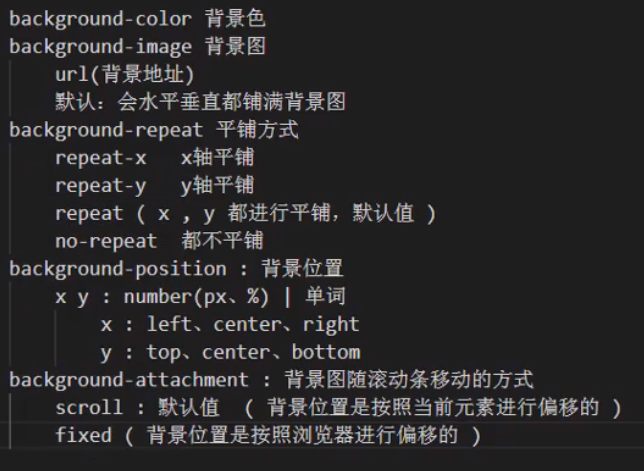 background-color 背景色
background-image 背景图
url(背景地址)
默认：会水平垂直都铺满背景图
background-repeat 平铺方式
repeat-x x轴平铺
repeat-y y轴平铺
repeat ( x , y 都进行平铺，默认值 )
no-repeat 都不平铺
background-position : 背景位置
x y : number(px、%) | 单词
x : left、center、right
y : top、center、bottom
background-attachment : 背景图随滚动条移动的方式
scroll : 默认值 ( 背景位置是按照当前元素进行偏移的 )
fixed ( 背景位置是按照浏览器进行偏移的 )